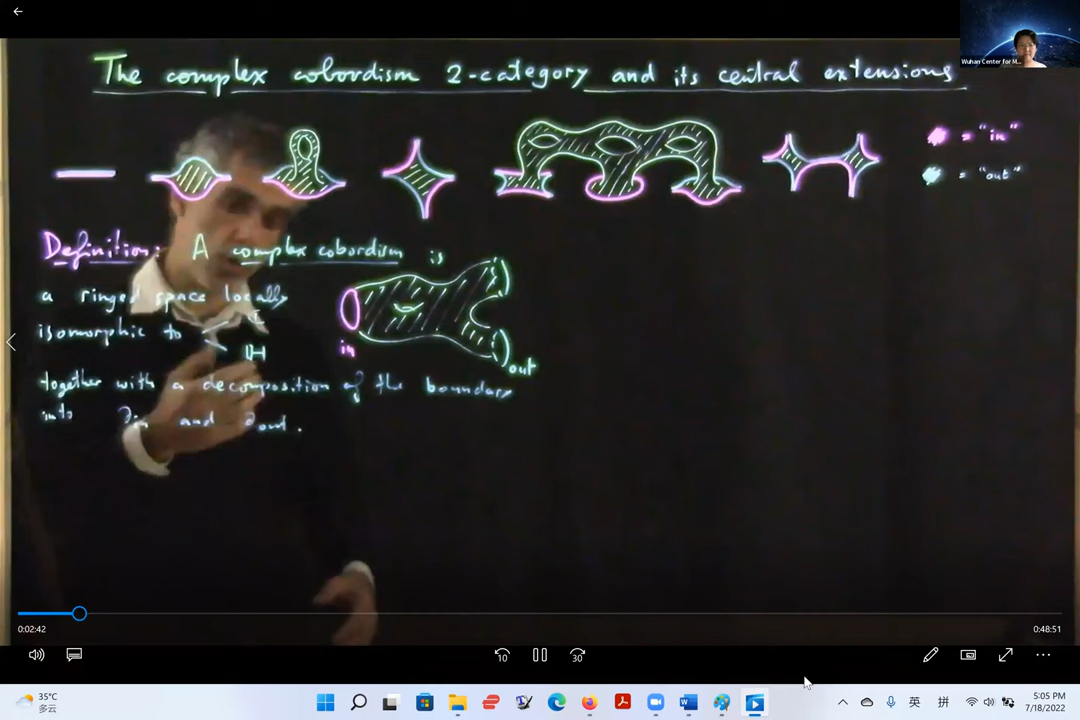 Wuhan Center for M...
The complex cobordism 2-category and its central extensions
= "in"
= "out"
Definition: A complex cobordism is
a ringed space locally
isomorphic to
ℍ
together with a decomposition of the boundary
into ∂in and ∂out.
in
out
0:02:42
0:48:51
10
30
35°C
多云
英
拼
5:05 PM
7/18/2022